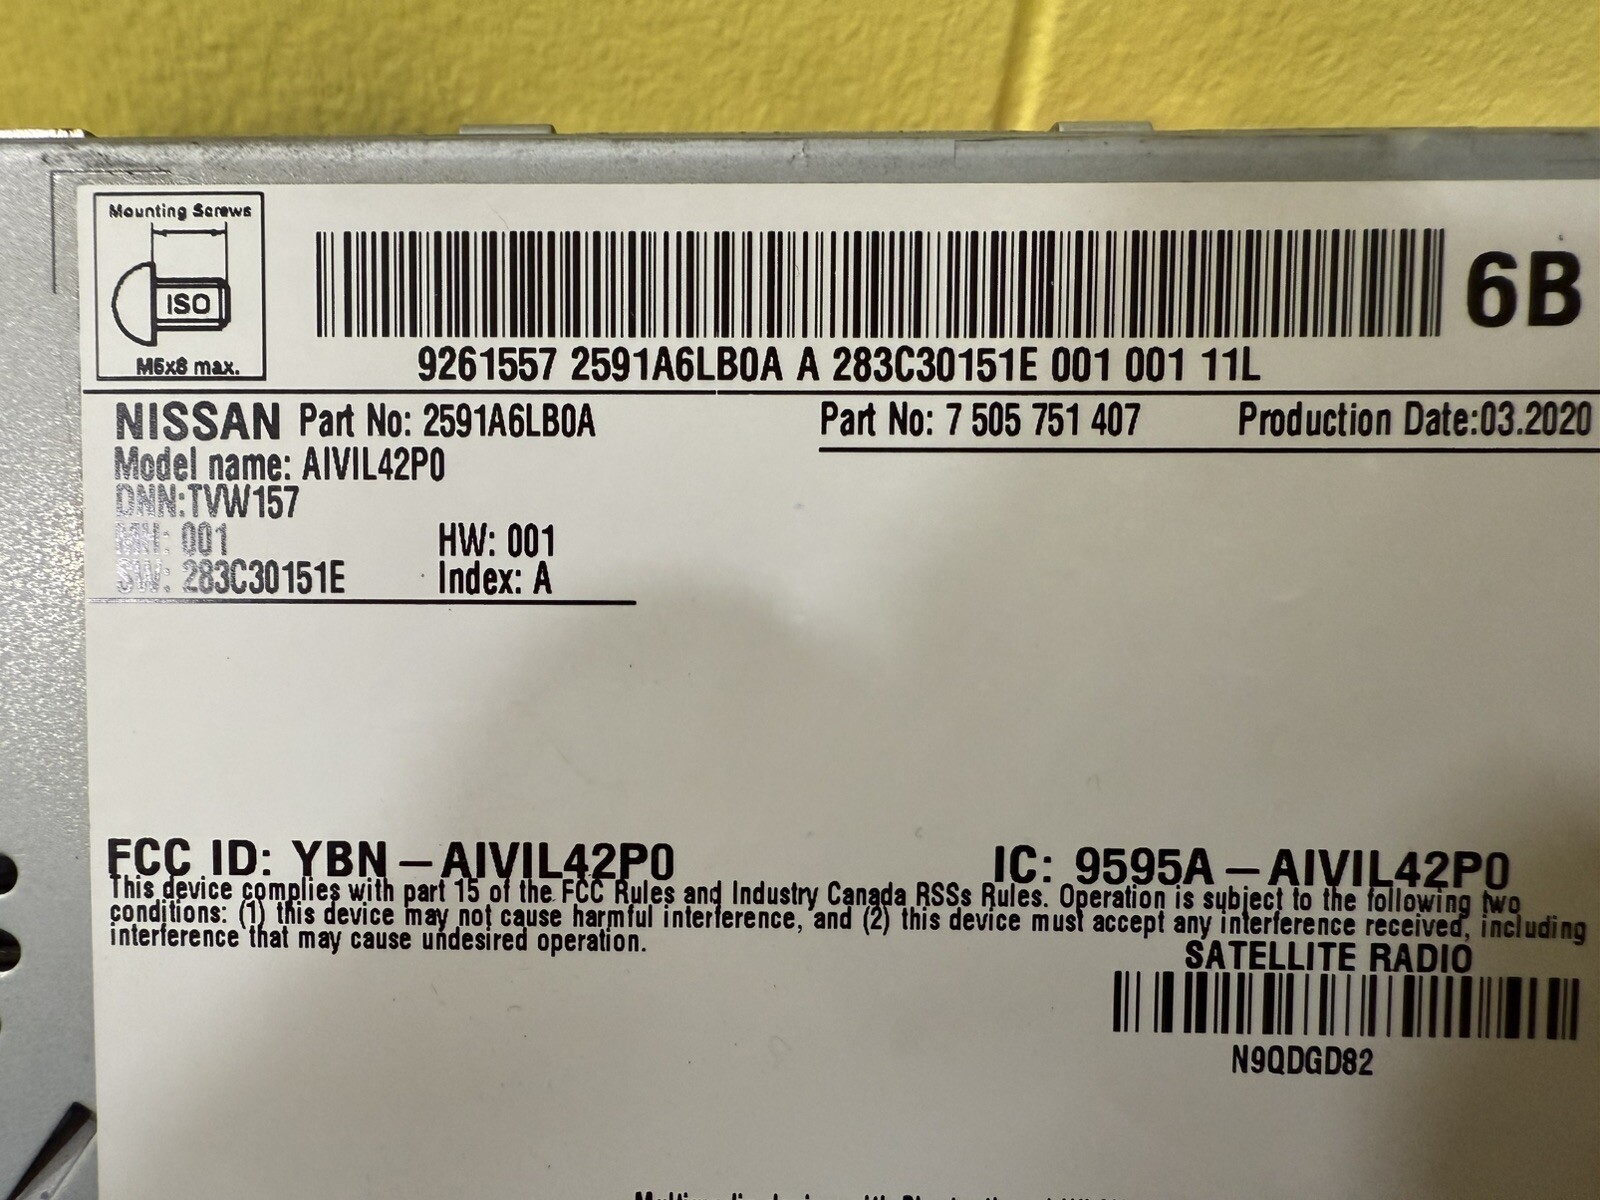 Mounting Screws
ISO
M5x8 max.
6B
9261557 2591A6LB0A A 283C30151E 001 001 11L
NISSAN Part No: 2591A6LB0A
Part No: 7 505 751 407
Production Date:03.2020
Model name: AIVIL42P0
DNN:TVW157
001
HW: 001
SW: 283C30151E
Index: A
FCC ID: YBN-AIVIL42P0
IC: 9595A-AIVIL42P0
This device complies with part 15 of the FCC Rules and Industry Canada RSSs Rules. Operation is subject to the following two
conditions: (1) this device may not cause harmful interference, and (2) this device must accept any interference received, including
interference that may cause undesired operation.
SATELLITE RADIO
N9QDGD82